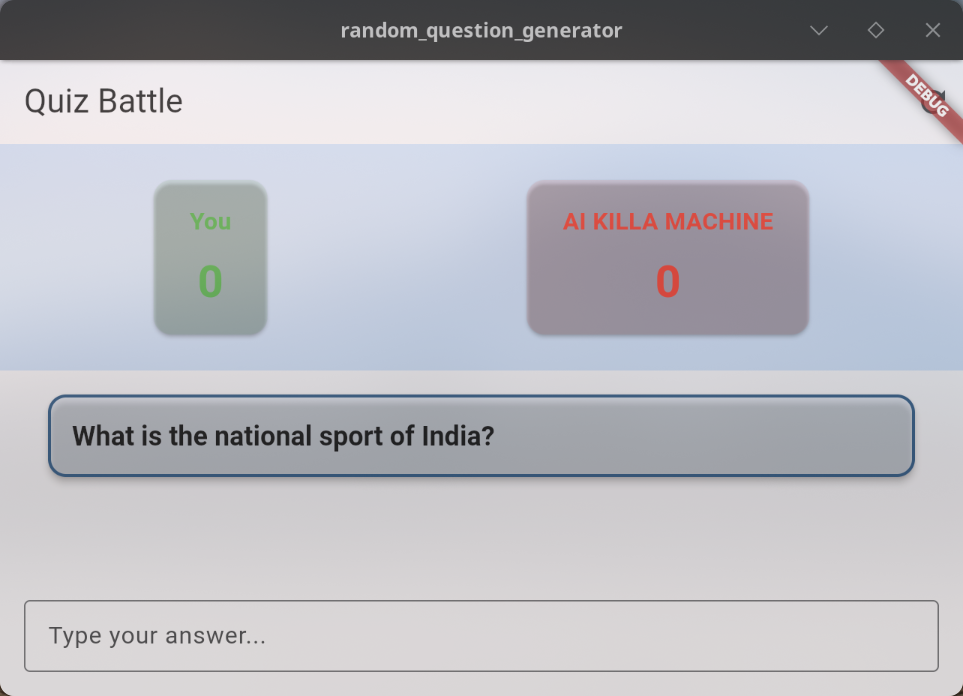 random_question_generator
Quiz Battle
DEBUG
You
0
AI KILLA MACHINE
0
What is the national sport of India?
Type your answer...